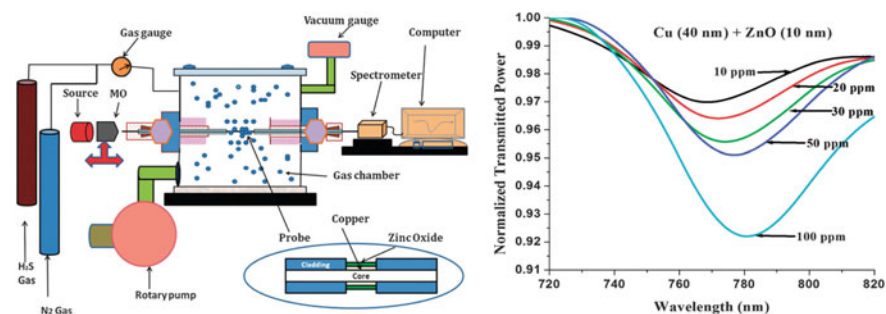 Gas gauge
Vacuum gauge
Computer
Source
MO
Spectrometer
Gas chamber
Probe
Copper
Zinc Oxide
Cladding
Core
H₂S
Gas
N2 Gas
Rotary pump
Cu (40 nm) + ZnO (10 nm)
Normalized Transmitted Power
1.00
0.99
0.98
0.97
0.96
0.95
0.94
0.93
0.92
0.91
10 ppm
20 ppm
30 ppm
50 ppm
100 ppm
720
740
760
780
800
820
Wavelength (nm)